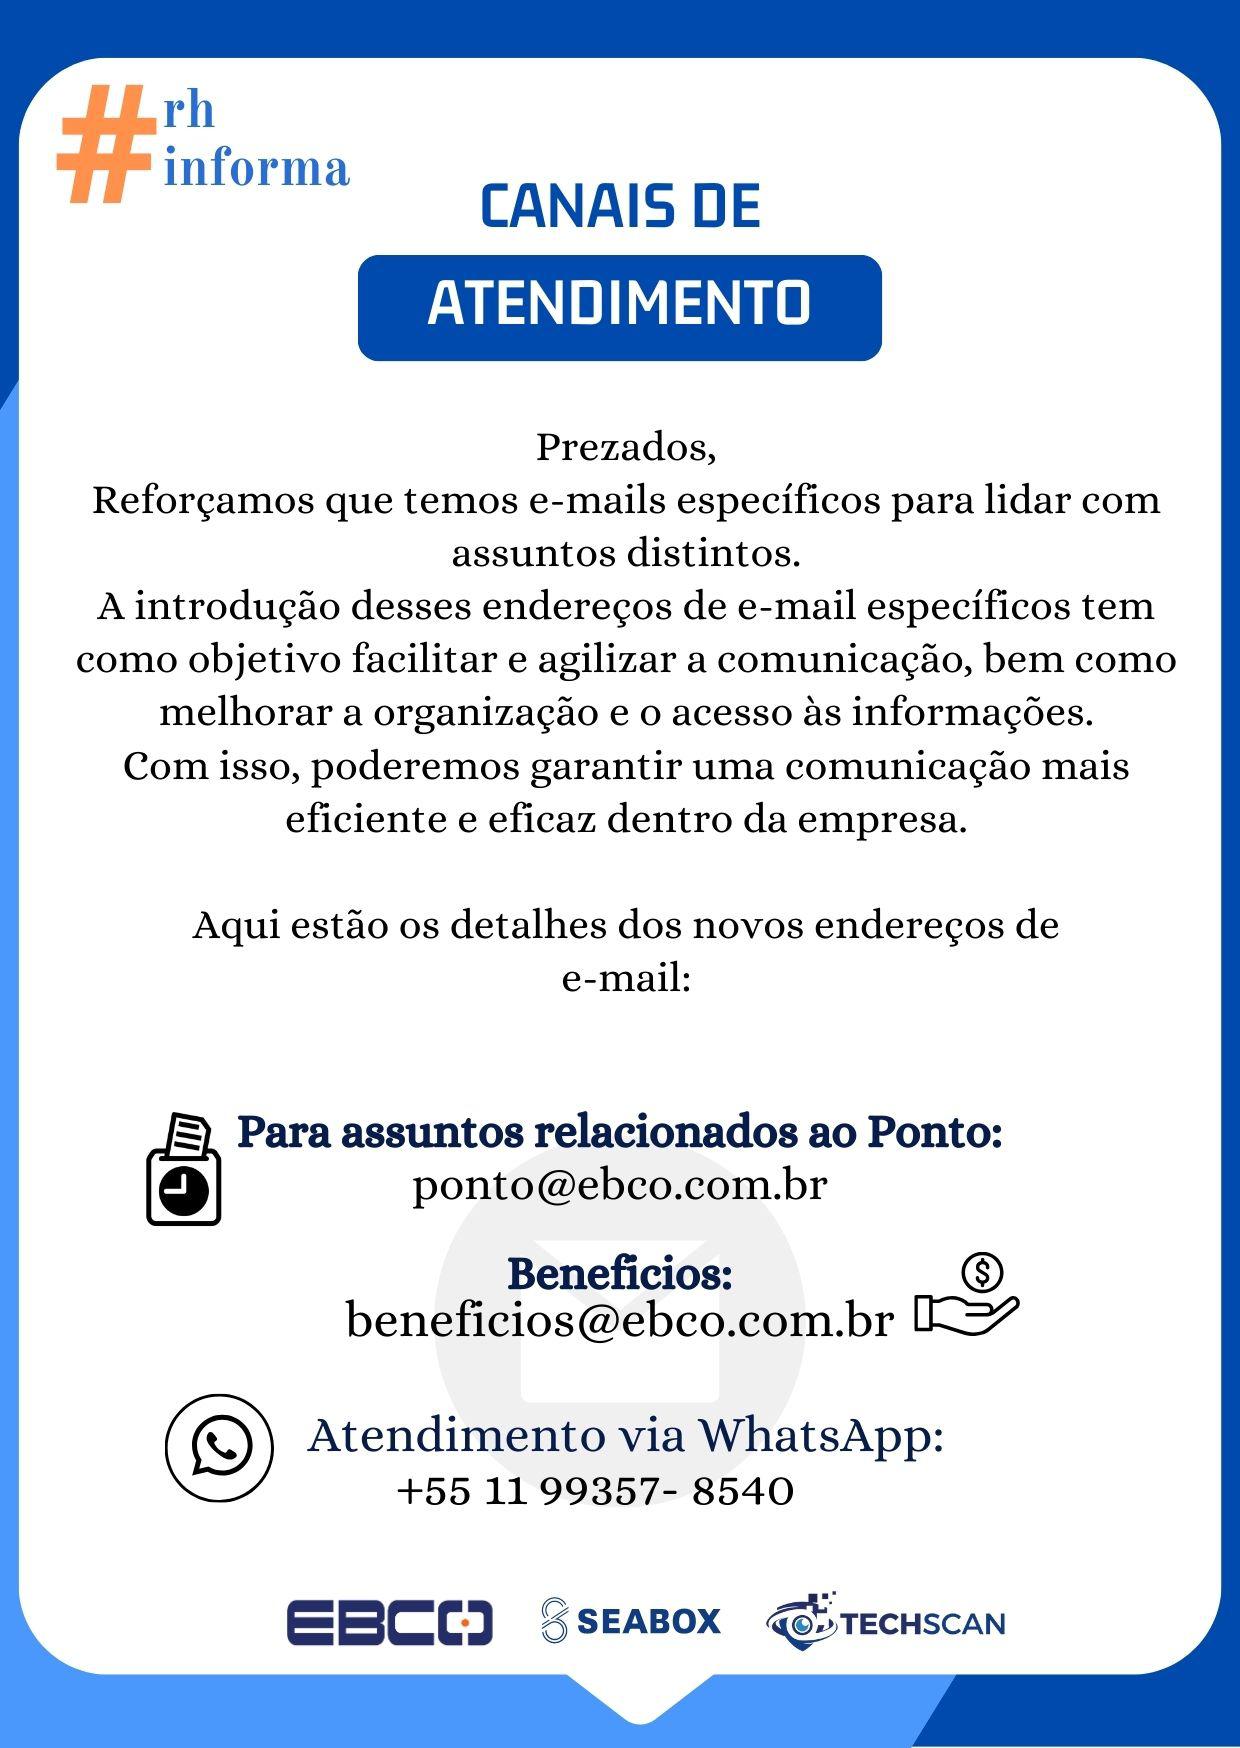 #rh
informa
CANAIS DE
ATENDIMENTO
Prezados,
Reforçamos que temos e-mails específicos para lidar com
assuntos distintos.
A introdução desses endereços de e-mail específicos tem
como objetivo facilitar e agilizar a comunicação, bem como
melhorar a organização e o acesso às informações.
Com isso, poderemos garantir uma comunicação mais
eficiente e eficaz dentro da empresa.
Aqui estão os detalhes dos novos endereços de
e-mail:
Para assuntos relacionados ao Ponto:
ponto@ebco.com.br
Beneficios:
beneficios@ebco.com.br
$
Atendimento via WhatsApp:
+55 11 99357- 8540
EBCO SEABOX TECHSCAN